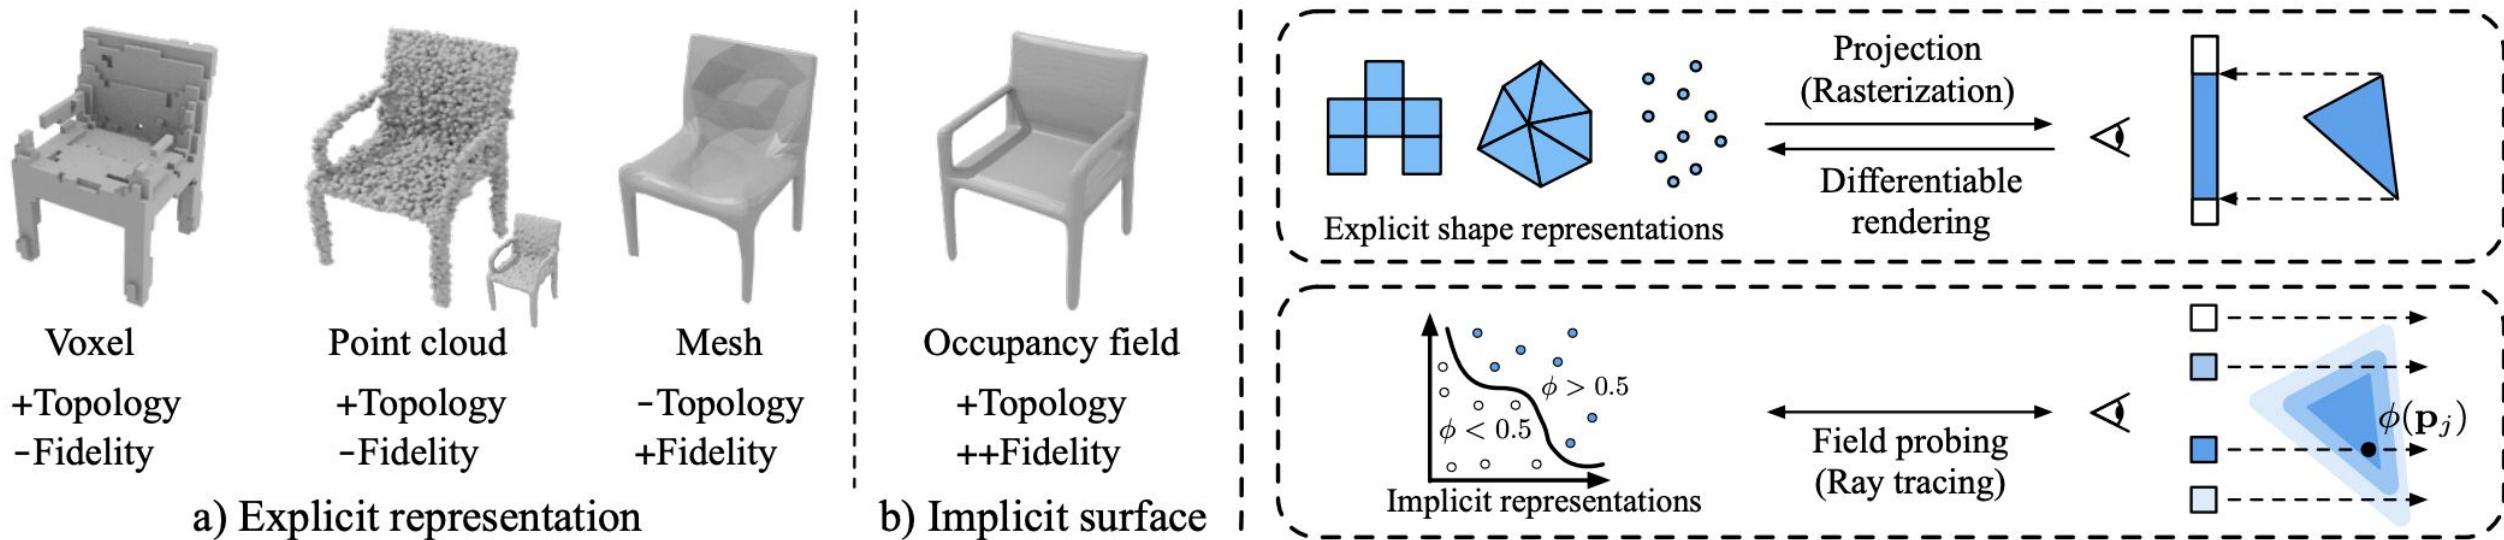 Voxel
+Topology
−Fidelity
Point cloud
+Topology
−Fidelity
Mesh
−Topology
+Fidelity
a) Explicit representation
Occupancy field
+Topology
++Fidelity
b) Implicit surface
Explicit shape representations
Projection
(Rasterization)
Differentiable
rendering
ϕ > 0.5
ϕ < 0.5
Implicit representations
Field probing
(Ray tracing)
ϕ(pⱼ)